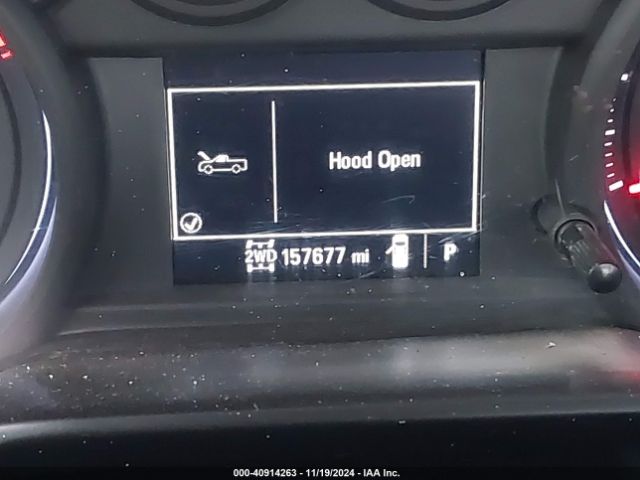 Hood Open
2WD 157677 mi P
000-40914263 - 11/19/2024 - IAA Inc.